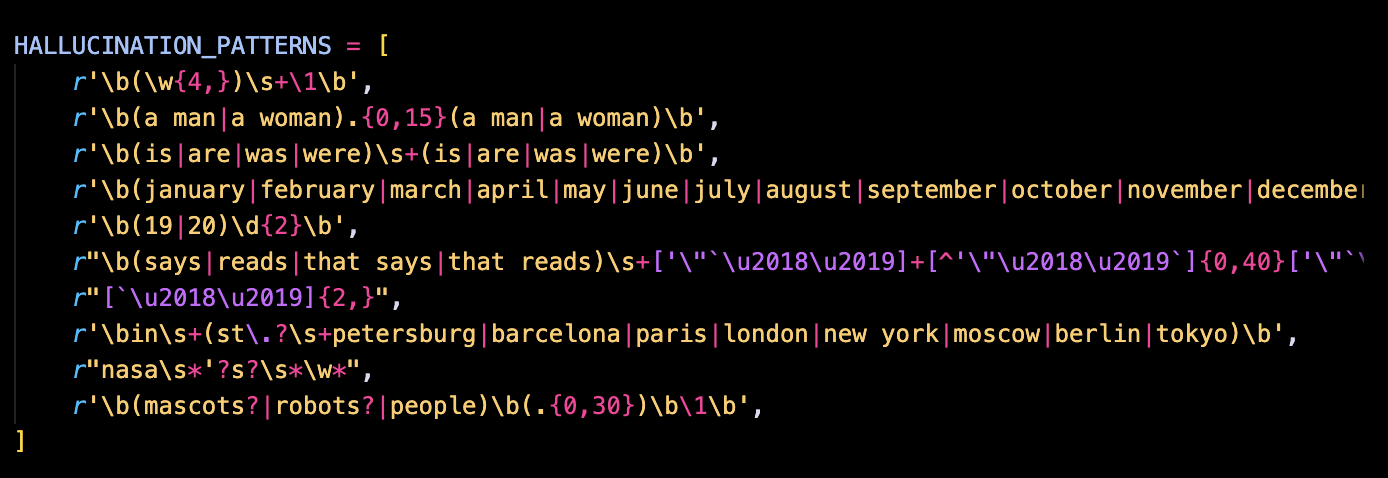 HALLUCINATION_PATTERNS = [
    r'\b(\w{4,})\s+\1\b',
    r'\b(a man|a woman).{0,15}(a man|a woman)\b',
    r'\b(is|are|was|were)\s+(is|are|was|were)\b',
    r'\b(january|february|march|april|may|june|july|august|september|october|november|december
    r'\b(19|20)\d{2}\b',
    r"\b(says|reads|that says|that reads)\s+['\"`\u2018\u2019]+[^'\"\u2018\u2019`]{0,40}['\"`\
    r"[`\u2018\u2019]{2,}",
    r'\bin\s+(st\.?\s+petersburg|barcelona|paris|london|new york|moscow|berlin|tokyo)\b',
    r"nasa\s*'?s?\s*\w*",
    r'\b(mascots?|robots?|people)\b(.{0,30})\b\1\b',
]